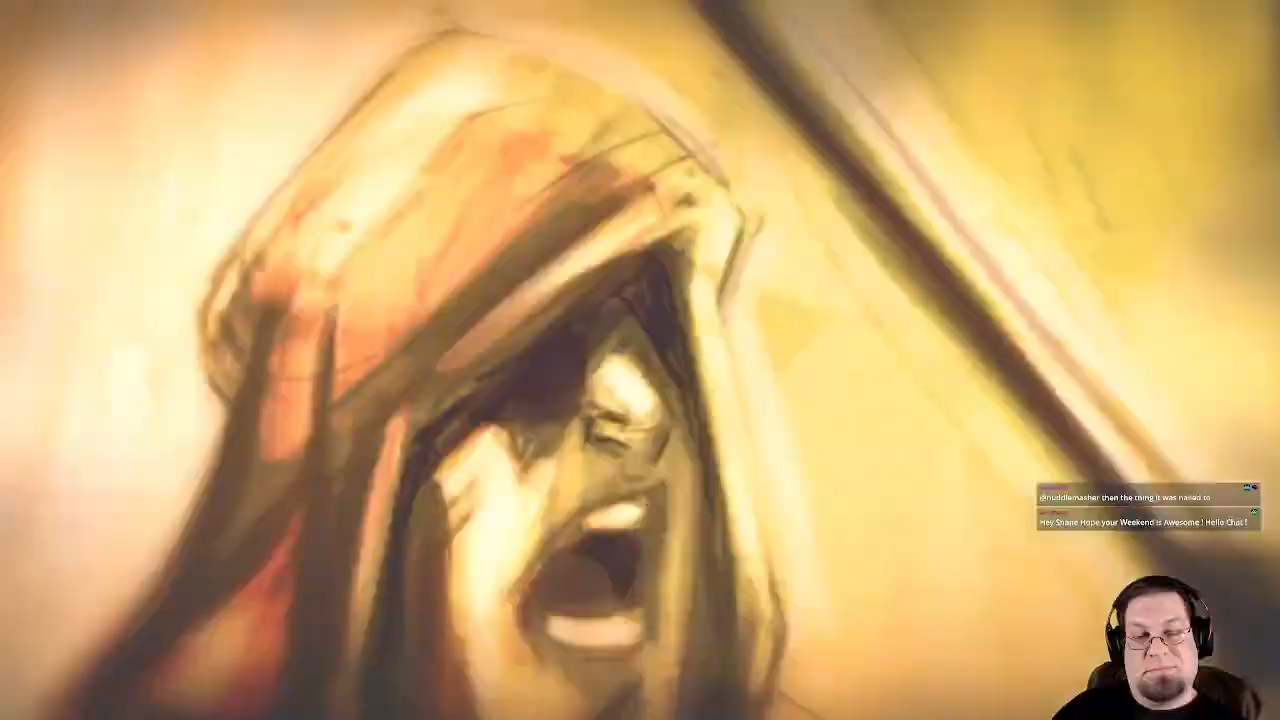 @nuddlemasher then the thing it was nailed to
Hey Shane Hope your Weekend is Awesome ! Hello Chat !